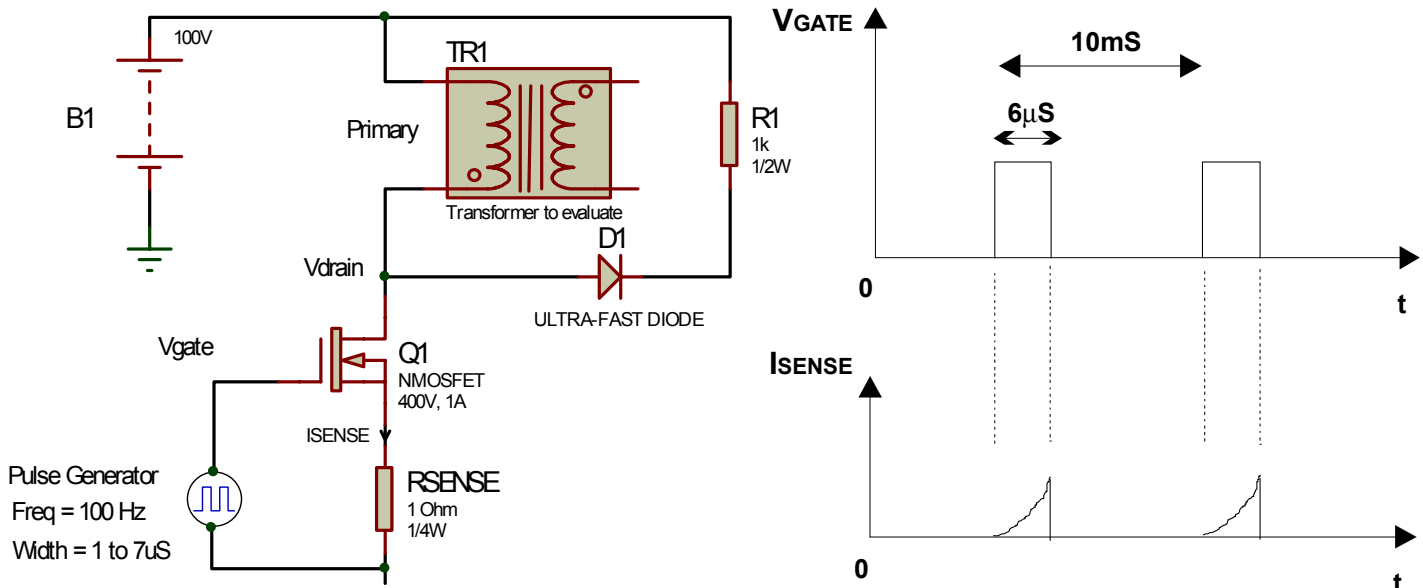 100V
B1
TR1
Primary
Transformer to evaluate
R1
1k
1/2W
D1
ULTRA-FAST DIODE
Vdrain
Vgate
Q1
NMOSFET
400V, 1A
ISENSE
Pulse Generator
Freq = 100 Hz
Width = 1 to 7uS
RSENSE
1 Ohm
1/4W
VGATE
10mS
6μS
0
t
ISENSE
0
t